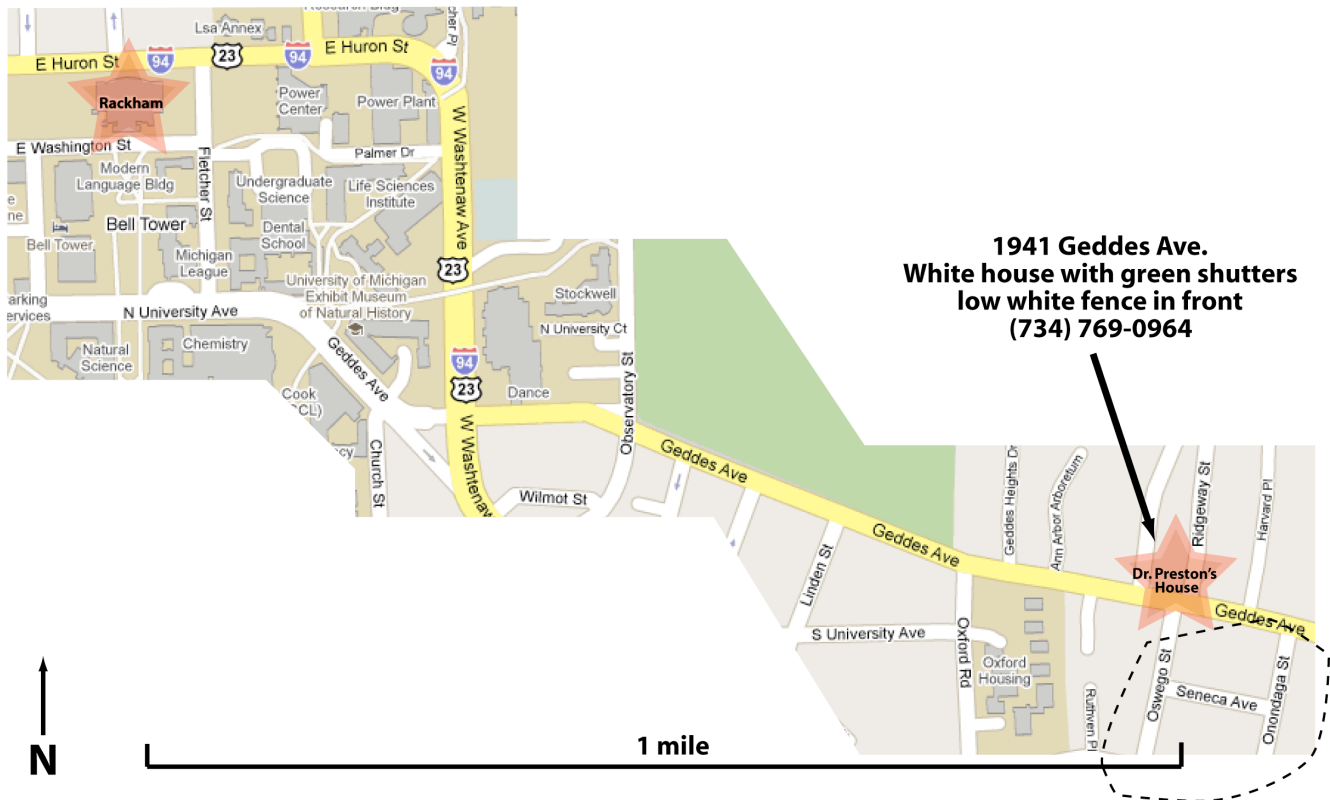 Research Bldg
Lsa Annex
E Huron St
94
23
94
E Huron St
94
E Huron St
Rackham
Power
Center
Power Plant
E Washington St
Fletcher St
Palmer Dr
W Washtenaw Ave
Modern
Language Bldg
Undergraduate
Science
Life Sciences
Institute
Bell Tower
Bell Tower
Dental
School
Michigan
League
23
University of Michigan
Exhibit Museum
of Natural History
Stockwell
N University Ave
N University Ct
Natural
Science
Chemistry
Geddes Ave
94
23
Cook
Dance
Observatory St
Church St
W Washtenaw
Wilmot St
Geddes Ave
Geddes Ave
Linden St
S University Ave
Oxford Rd
Oxford
Housing
Geddes Heights Dr
Ann Arbor Arboretum
Ridgeway St
Harvard Pl
1941 Geddes Ave.
White house with green shutters
low white fence in front
(734) 769-0964
Dr. Preston's
House
Geddes Ave
Ruthven Pl
Oswego St
Seneca Ave
Onondaga St
1 mile
N